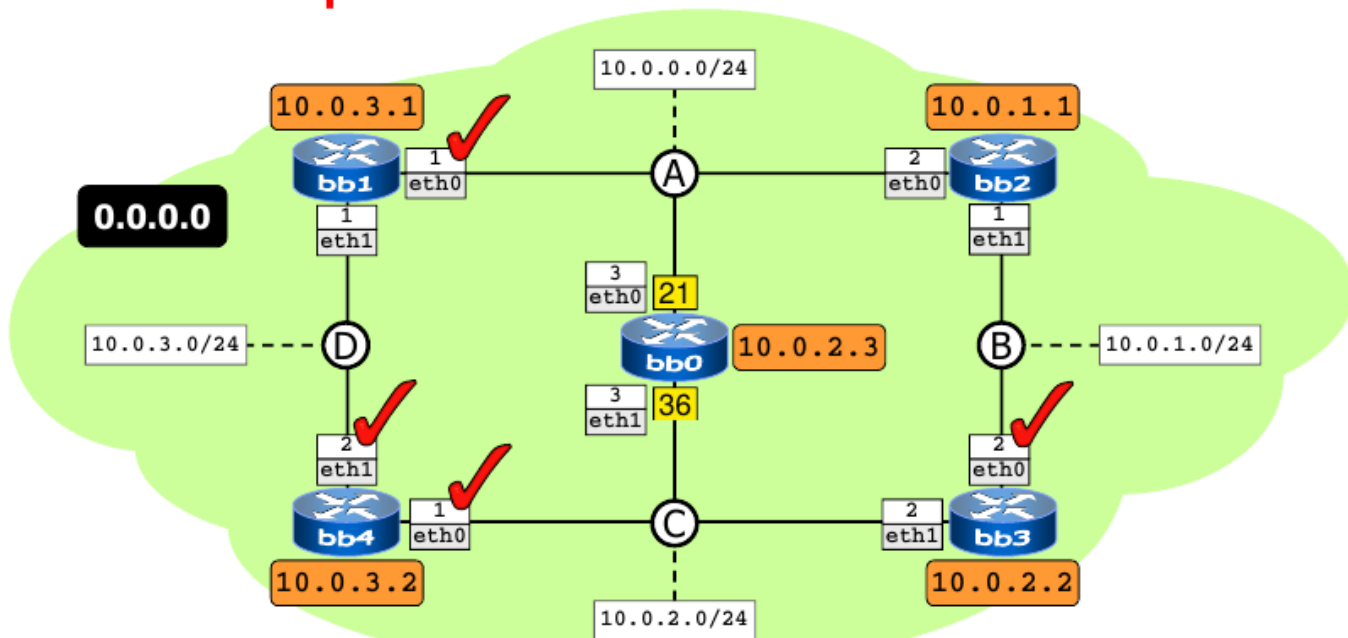 10.0.0.0/24
10.0.3.1
10.0.1.1
1
eth0
A
2
eth0
bb1
bb2
0.0.0.0
1
eth1
1
eth1
3
eth0
21
10.0.3.0/24
D
bb0
10.0.2.3
B
10.0.1.0/24
3
eth1
36
2
eth1
2
eth0
bb4
1
eth0
C
2
eth1
bb3
10.0.3.2
10.0.2.2
10.0.2.0/24